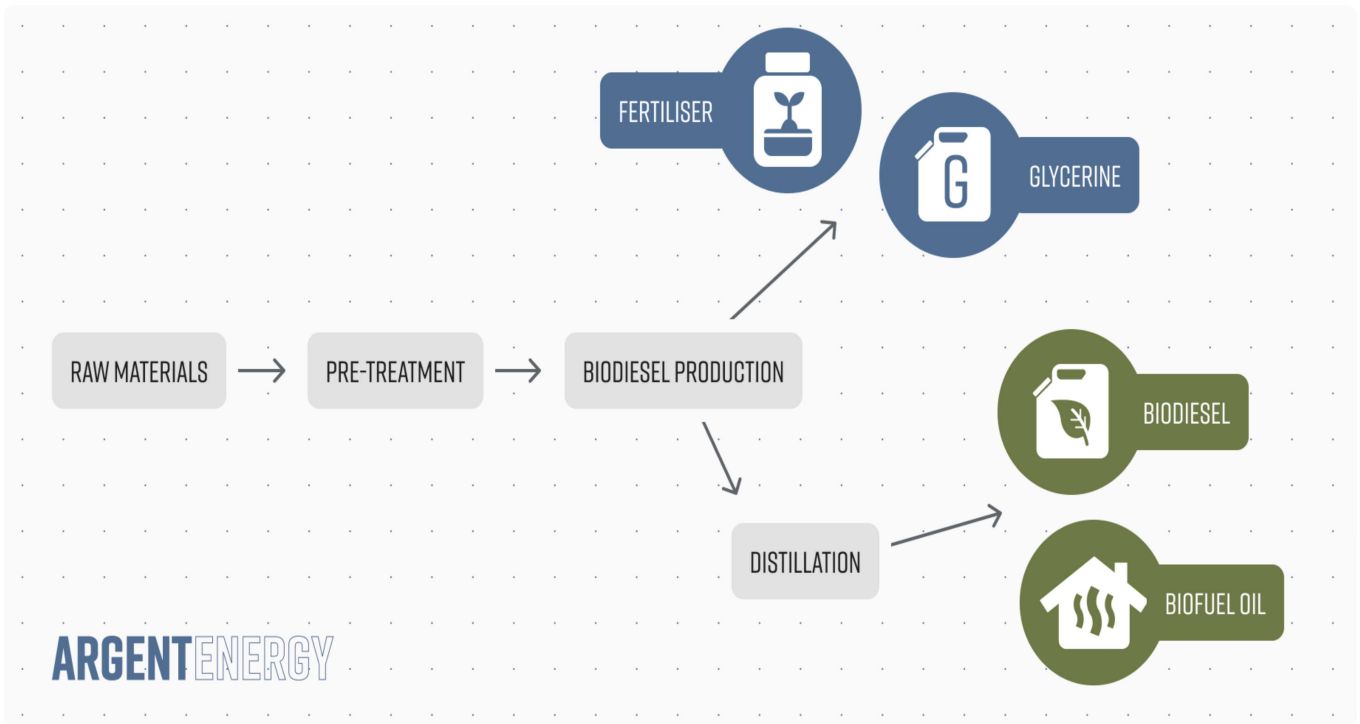 FERTILISER
G
GLYCERINE
RAW MATERIALS
PRE-TREATMENT
BIODIESEL PRODUCTION
BIODIESEL
DISTILLATION
BIOFUEL OIL
ARGENTENERGY